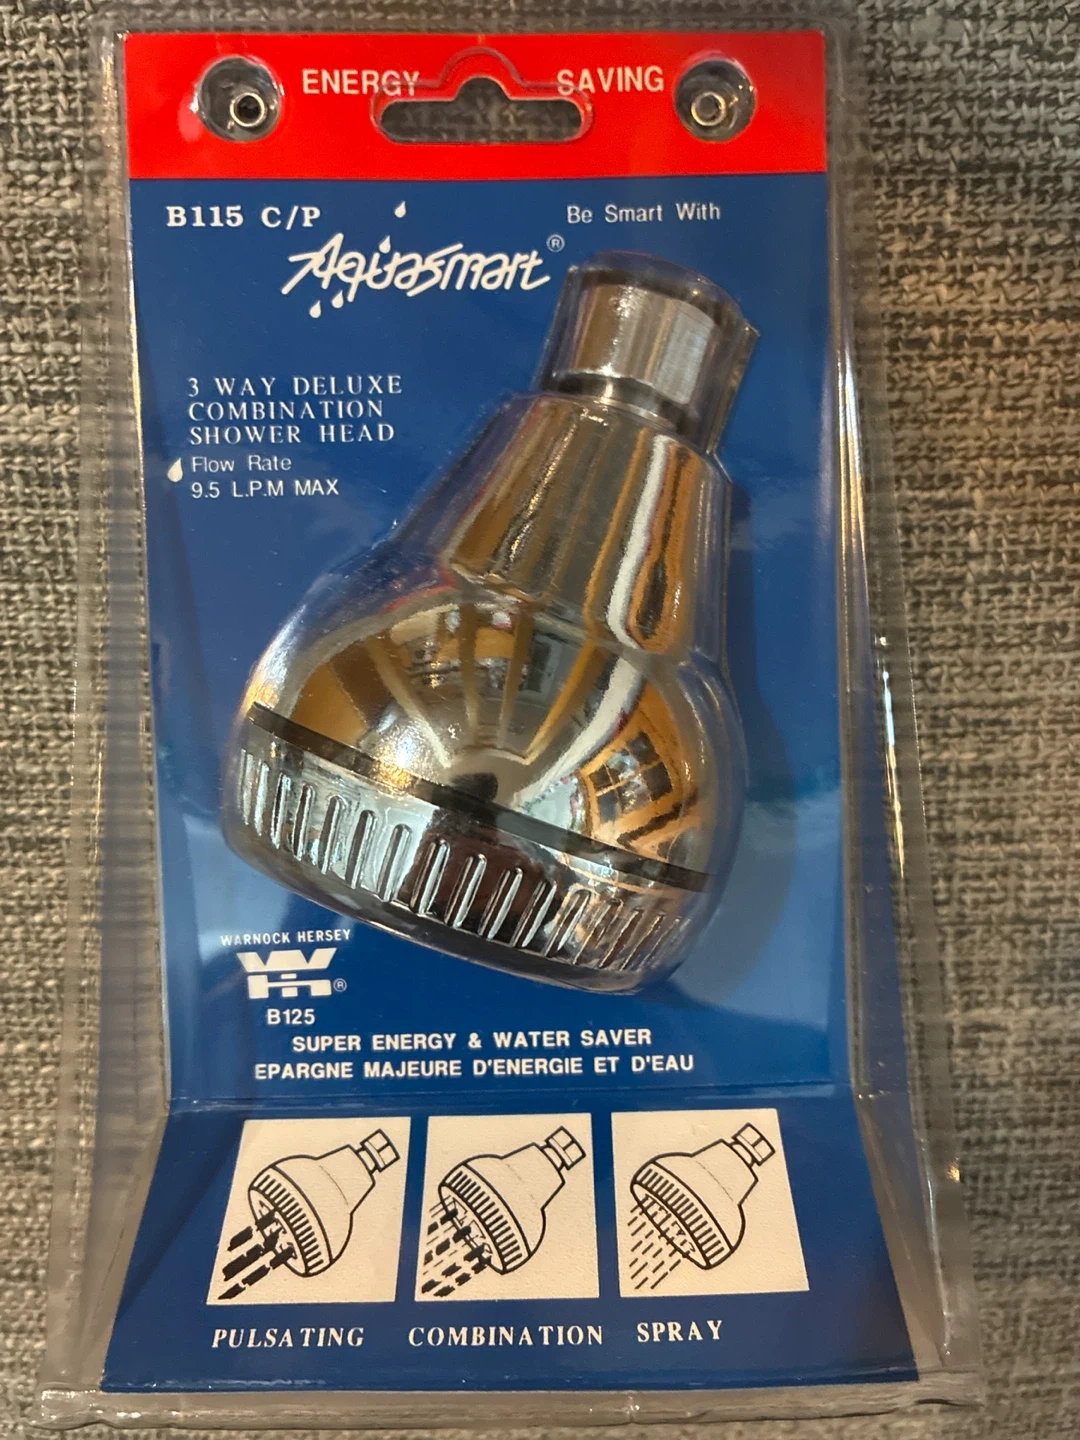 ENERGY SAVING
B115 C/P
Be Smart With
Aquasmart®
3 WAY DELUXE
COMBINATION
SHOWER HEAD
Flow Rate
9.5 L.P.M MAX
WARNOCK HERSEY
WH®
B125
SUPER ENERGY & WATER SAVER
EPARGNE MAJEURE D'ENERGIE ET D'EAU
PULSATING COMBINATION SPRAY